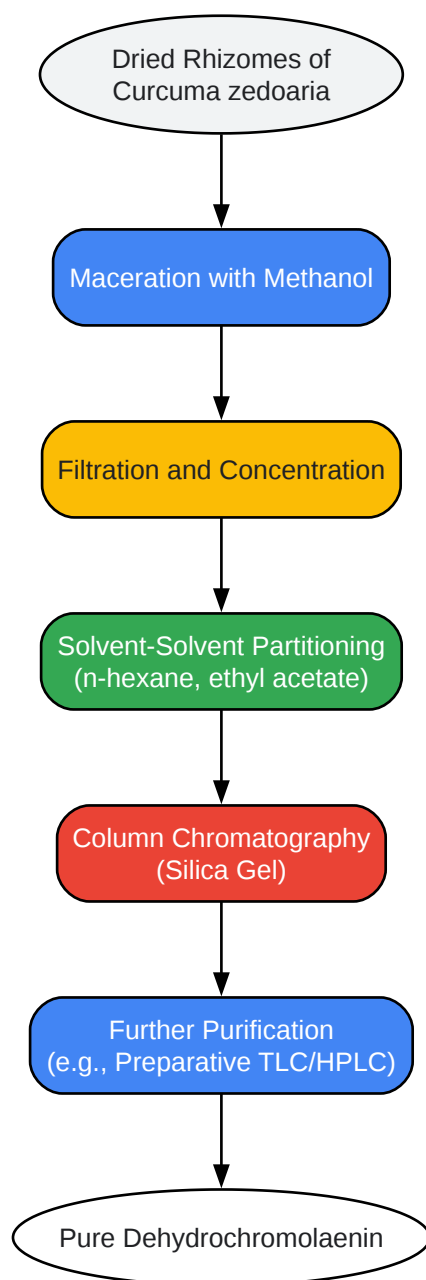 Dried Rhizomes of
Curcuma zedoaria
Maceration with Methanol
Filtration and Concentration
Solvent-Solvent Partitioning
(n-hexane, ethyl acetate)
Column Chromatography
(Silica Gel)
Further Purification
(e.g., Preparative TLC/HPLC)
Pure Dehydrochromolaenin